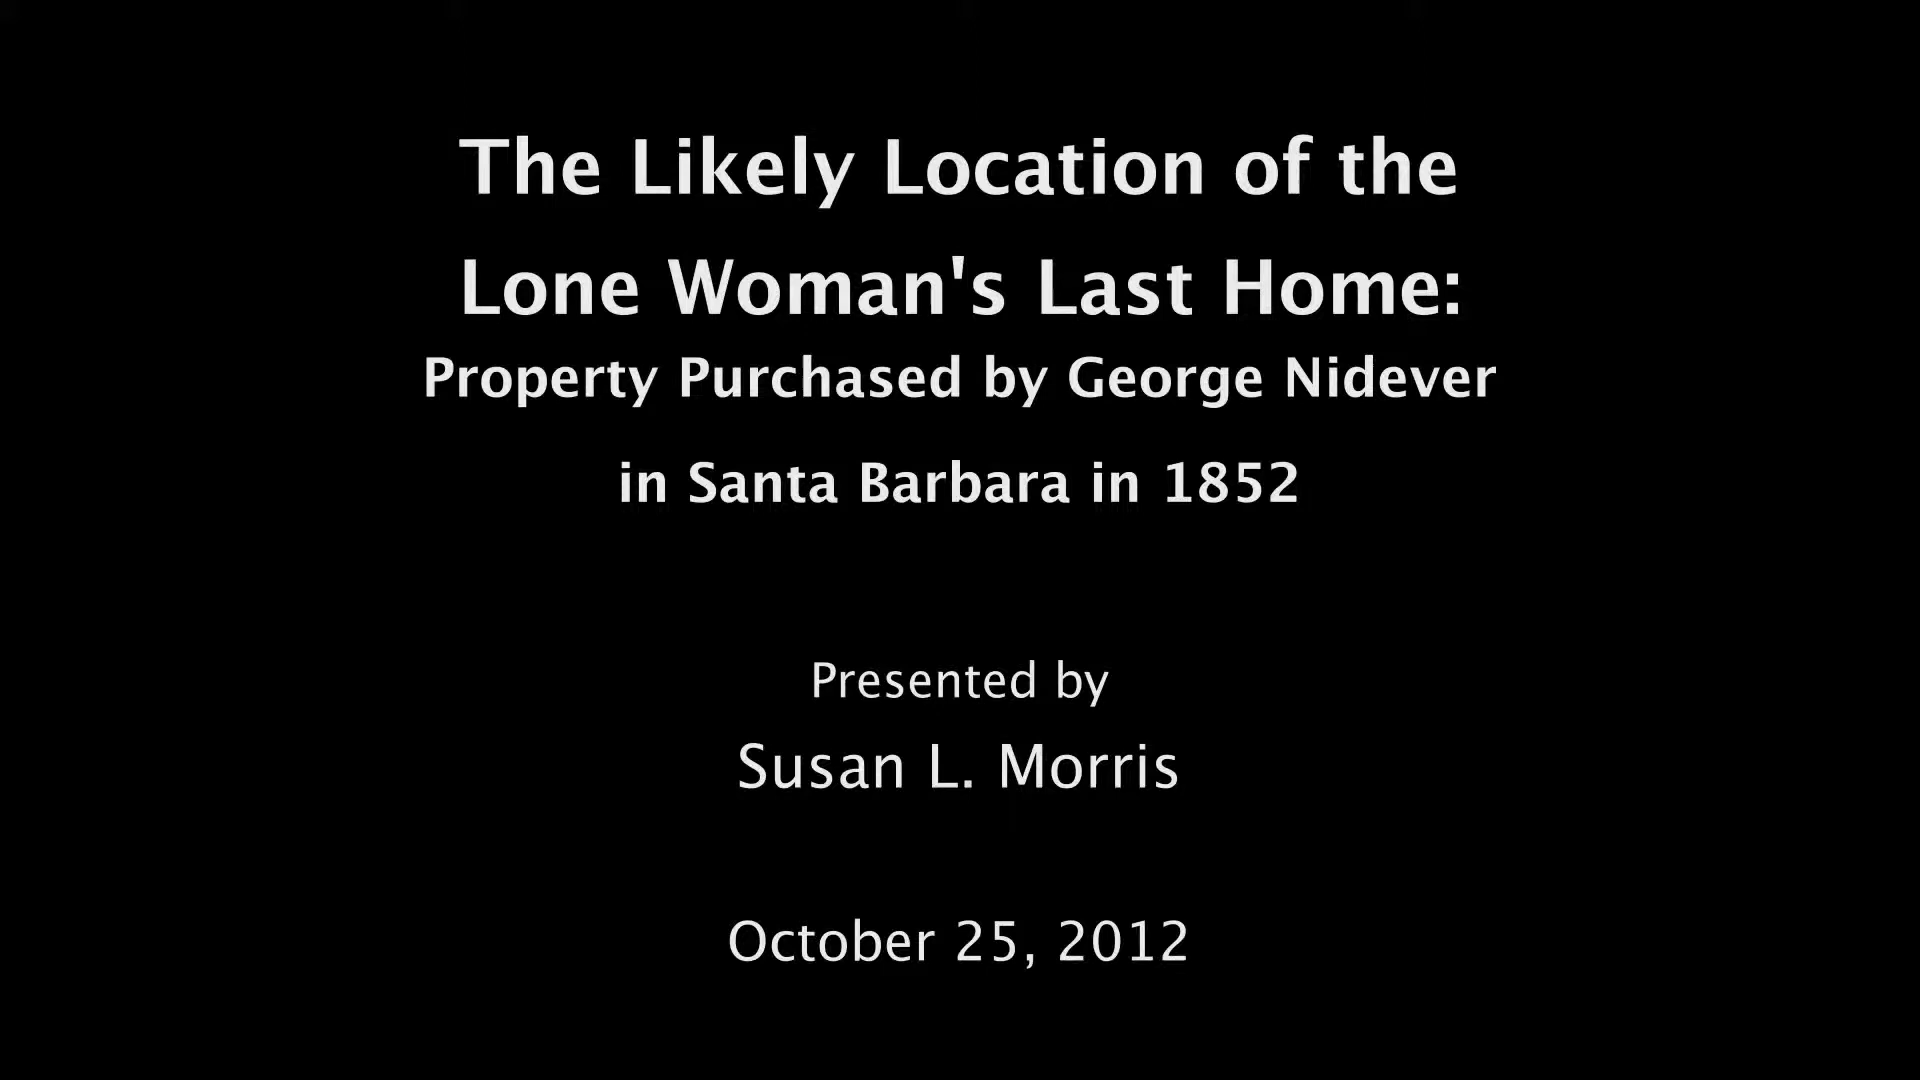 The Likely Location of the
Lone Woman's Last Home:
Property Purchased by George Nidever
in Santa Barbara in 1852
Presented by
Susan L. Morris
October 25, 2012